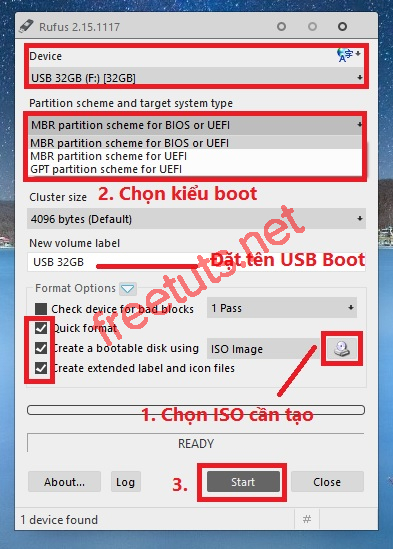 Rufus 2.15.1117
Device
USB 32GB (F:) [32GB]
Partition scheme and target system type
MBR partition scheme for BIOS or UEFI
MBR partition scheme for BIOS or UEFI
MBR partition scheme for UEFI
GPT partition scheme for UEFI
2. Chọn kiểu boot
Cluster size
4096 bytes (Default)
New volume label
USB 32GB
Đặt tên USB Boot
freetuts.net
Format Options
Check device for bad blocks
1 Pass
Quick format
Create a bootable disk using
ISO Image
Create extended label and icon files
1. Chọn ISO cần tạo
READY
About...
Log
3.
Start
Close
1 device found
#